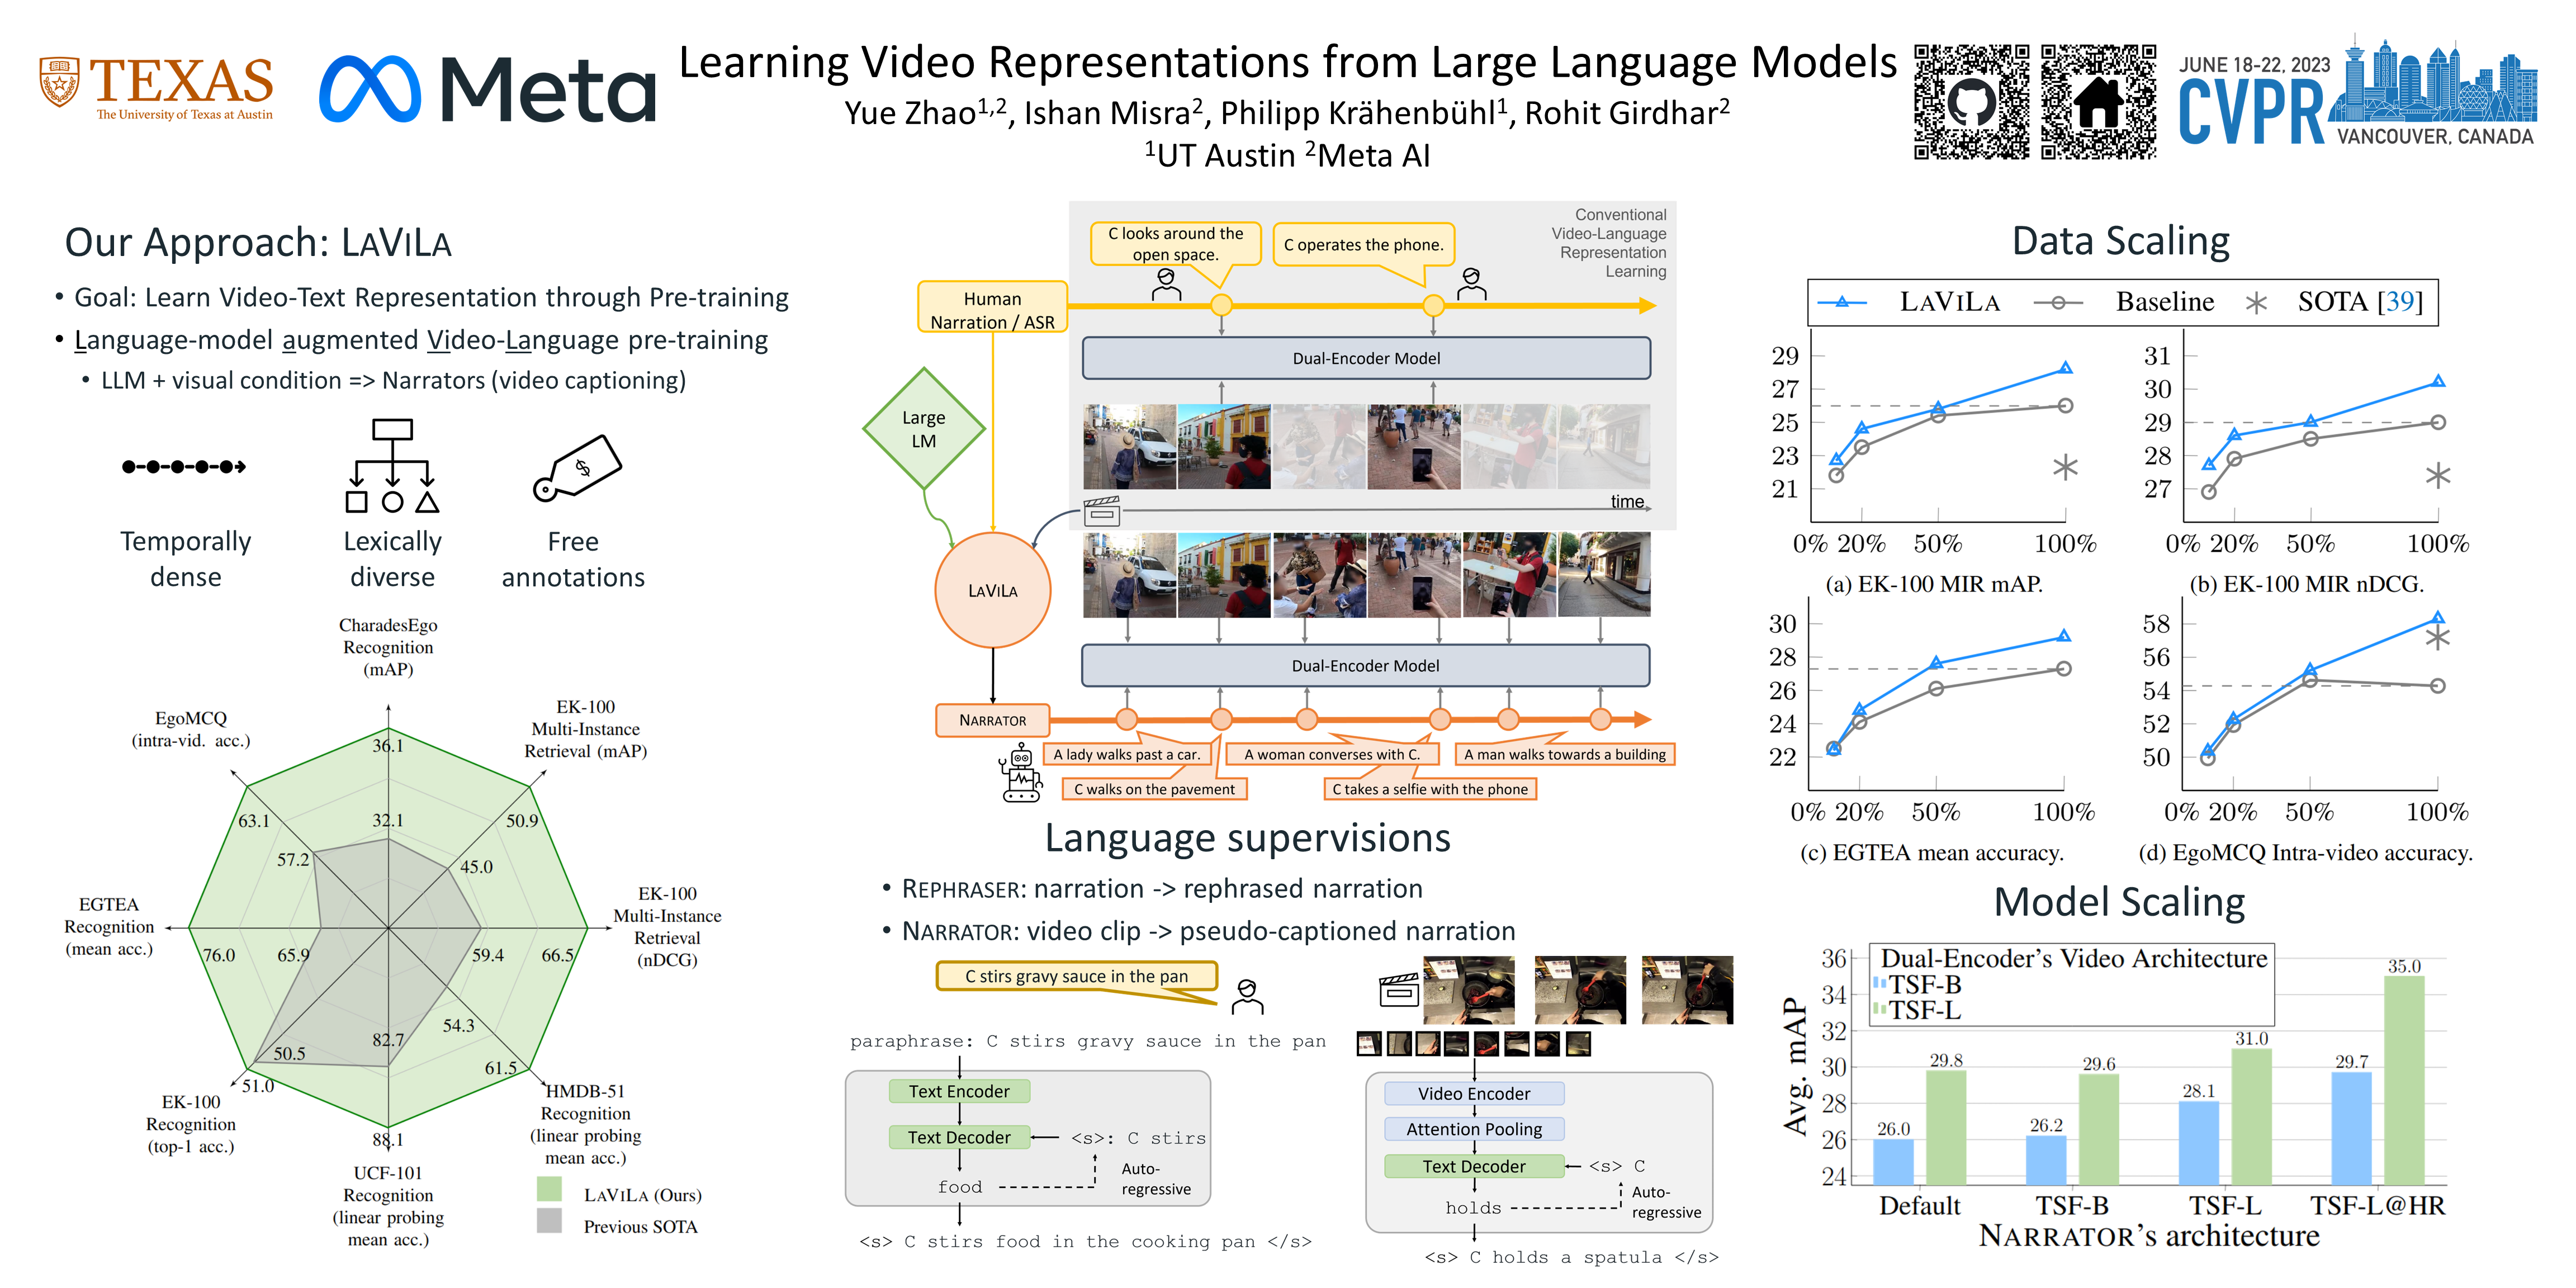 TEXAS
The University of Texas at Austin
Meta
Learning Video Representations from Large Language Models
Yue Zhao1,2, Ishan Misra2, Philipp Krähenbühl1, Rohit Girdhar2
1UT Austin 2Meta AI
JUNE 18-22, 2023
CVPR
VANCOUVER, CANADA
Our Approach: LAVILA
• Goal: Learn Video-Text Representation through Pre-training
• Language-model augmented Video-Language pre-training
• LLM + visual condition => Narrators (video captioning)
$
Temporally
dense
Lexically
diverse
Free
annotations
CharadesEgo
Recognition
(mAP)
EK-100
Multi-Instance
Retrieval (mAP)
EK-100
Multi-Instance
Retrieval
(nDCG)
HMDB-51
Recognition
(linear probing
mean acc.)
UCF-101
Recognition
(linear probing
mean acc.)
EK-100
Recognition
(top-1 acc.)
EGTEA
Recognition
(mean acc.)
EgoMCQ
(intra-vid. acc.)
36.1
32.1
50.9
45.0
66.5
59.4
61.5
54.3
88.1
82.7
51.0
50.5
76.0
65.9
63.1
57.2
LAVILA (Ours)
Previous SOTA
Conventional
Video-Language
Representation
Learning
C looks around the
open space.
C operates the phone.
Human
Narration / ASR
Dual-Encoder Model
Large
LM
time
LAVILA
Dual-Encoder Model
NARRATOR
A lady walks past a car.
A woman converses with C.
A man walks towards a building
C walks on the pavement
C takes a selfie with the phone
Language supervisions
• REPHRASER: narration -> rephrased narration
• NARRATOR: video clip -> pseudo-captioned narration
C stirs gravy sauce in the pan
paraphrase: C stirs gravy sauce in the pan
Text Encoder
Text Decoder
<s>: C stirs
food
Auto-
regressive
<s> C stirs food in the cooking pan </s>
Video Encoder
Attention Pooling
Text Decoder
<s> C
holds
Auto-
regressive
<s> C holds a spatula </s>
Data Scaling
LAVILA Baseline SOTA [39]
29
27
25
23
21
0% 20% 50% 100%
(a) EK-100 MIR mAP.
31
30
29
28
27
0% 20% 50% 100%
(b) EK-100 MIR nDCG.
30
28
26
24
22
0% 20% 50% 100%
(c) EGTEA mean accuracy.
58
56
54
52
50
0% 20% 50% 100%
(d) EgoMCQ Intra-video accuracy.
Model Scaling
Dual-Encoder's Video Architecture
TSF-B
TSF-L
Avg. mAP
36
34
32
30
28
26
24
26.0
29.8
26.2
29.6
28.1
31.0
29.7
35.0
Default TSF-B TSF-L TSF-L@HR
NARRATOR's architecture